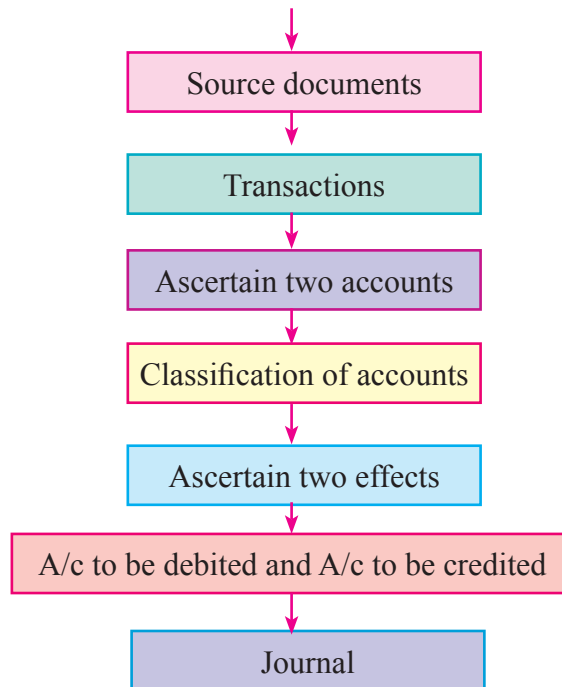 Source documents
Transactions
Ascertain two accounts
Classification of accounts
Ascertain two effects
A/c to be debited and A/c to be credited
Journal